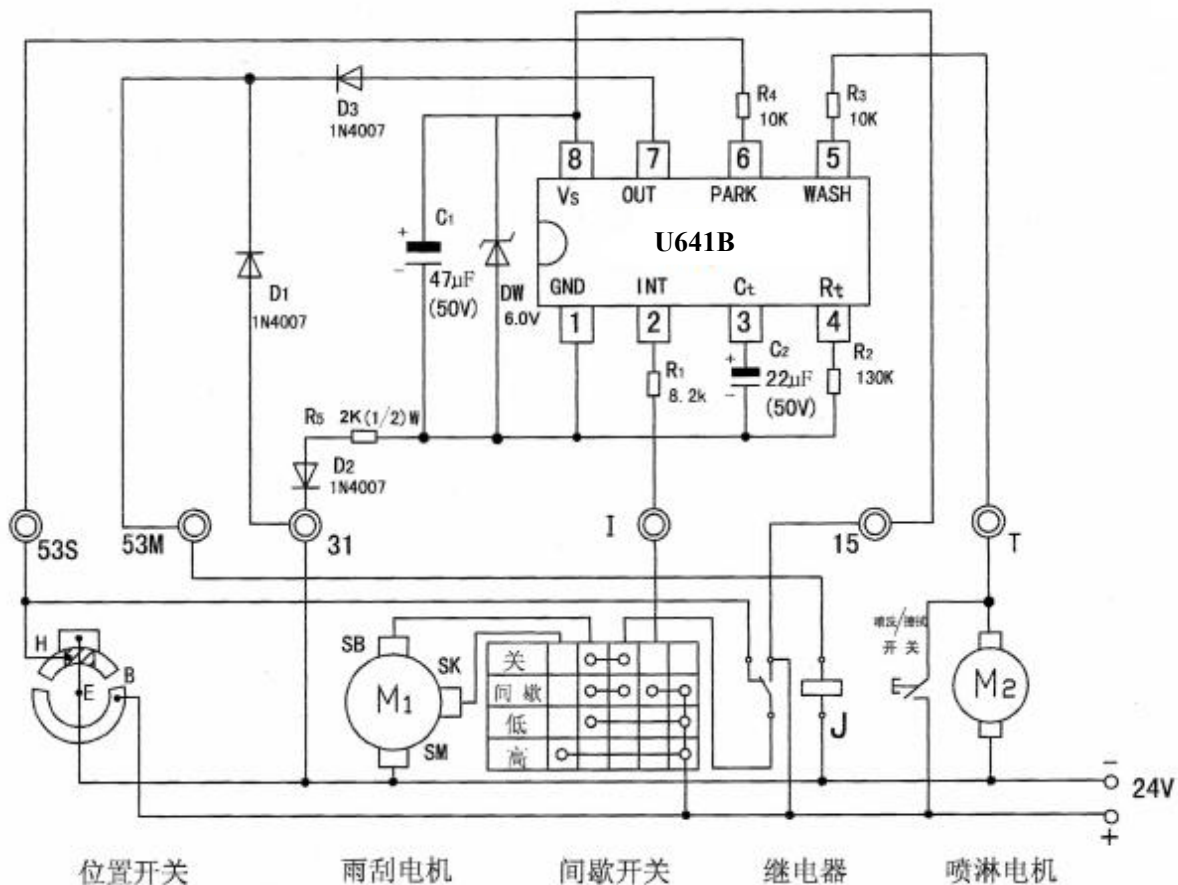 D3
1N4007
R4
10K
R3
10K
8
7
6
5
Vs
OUT
PARK
WASH
U641B
GND
INT
Ct
Rt
1
2
3
4
C1
+
-
47μF
(50V)
DW
6.0V
D1
1N4007
R1
8.2k
+
-
C2
22μF
(50V)
R2
130K
R5 2K(1/2)W
D2
1N4007
53S
53M
31
I
15
T
H
B
E
SB
SK
M1
SM
关
间歇
低
高
J
喷洗/擦拭
开关
E
M2
- 24V
+
位置开关
雨刮电机
间歇开关
继电器
喷淋电机